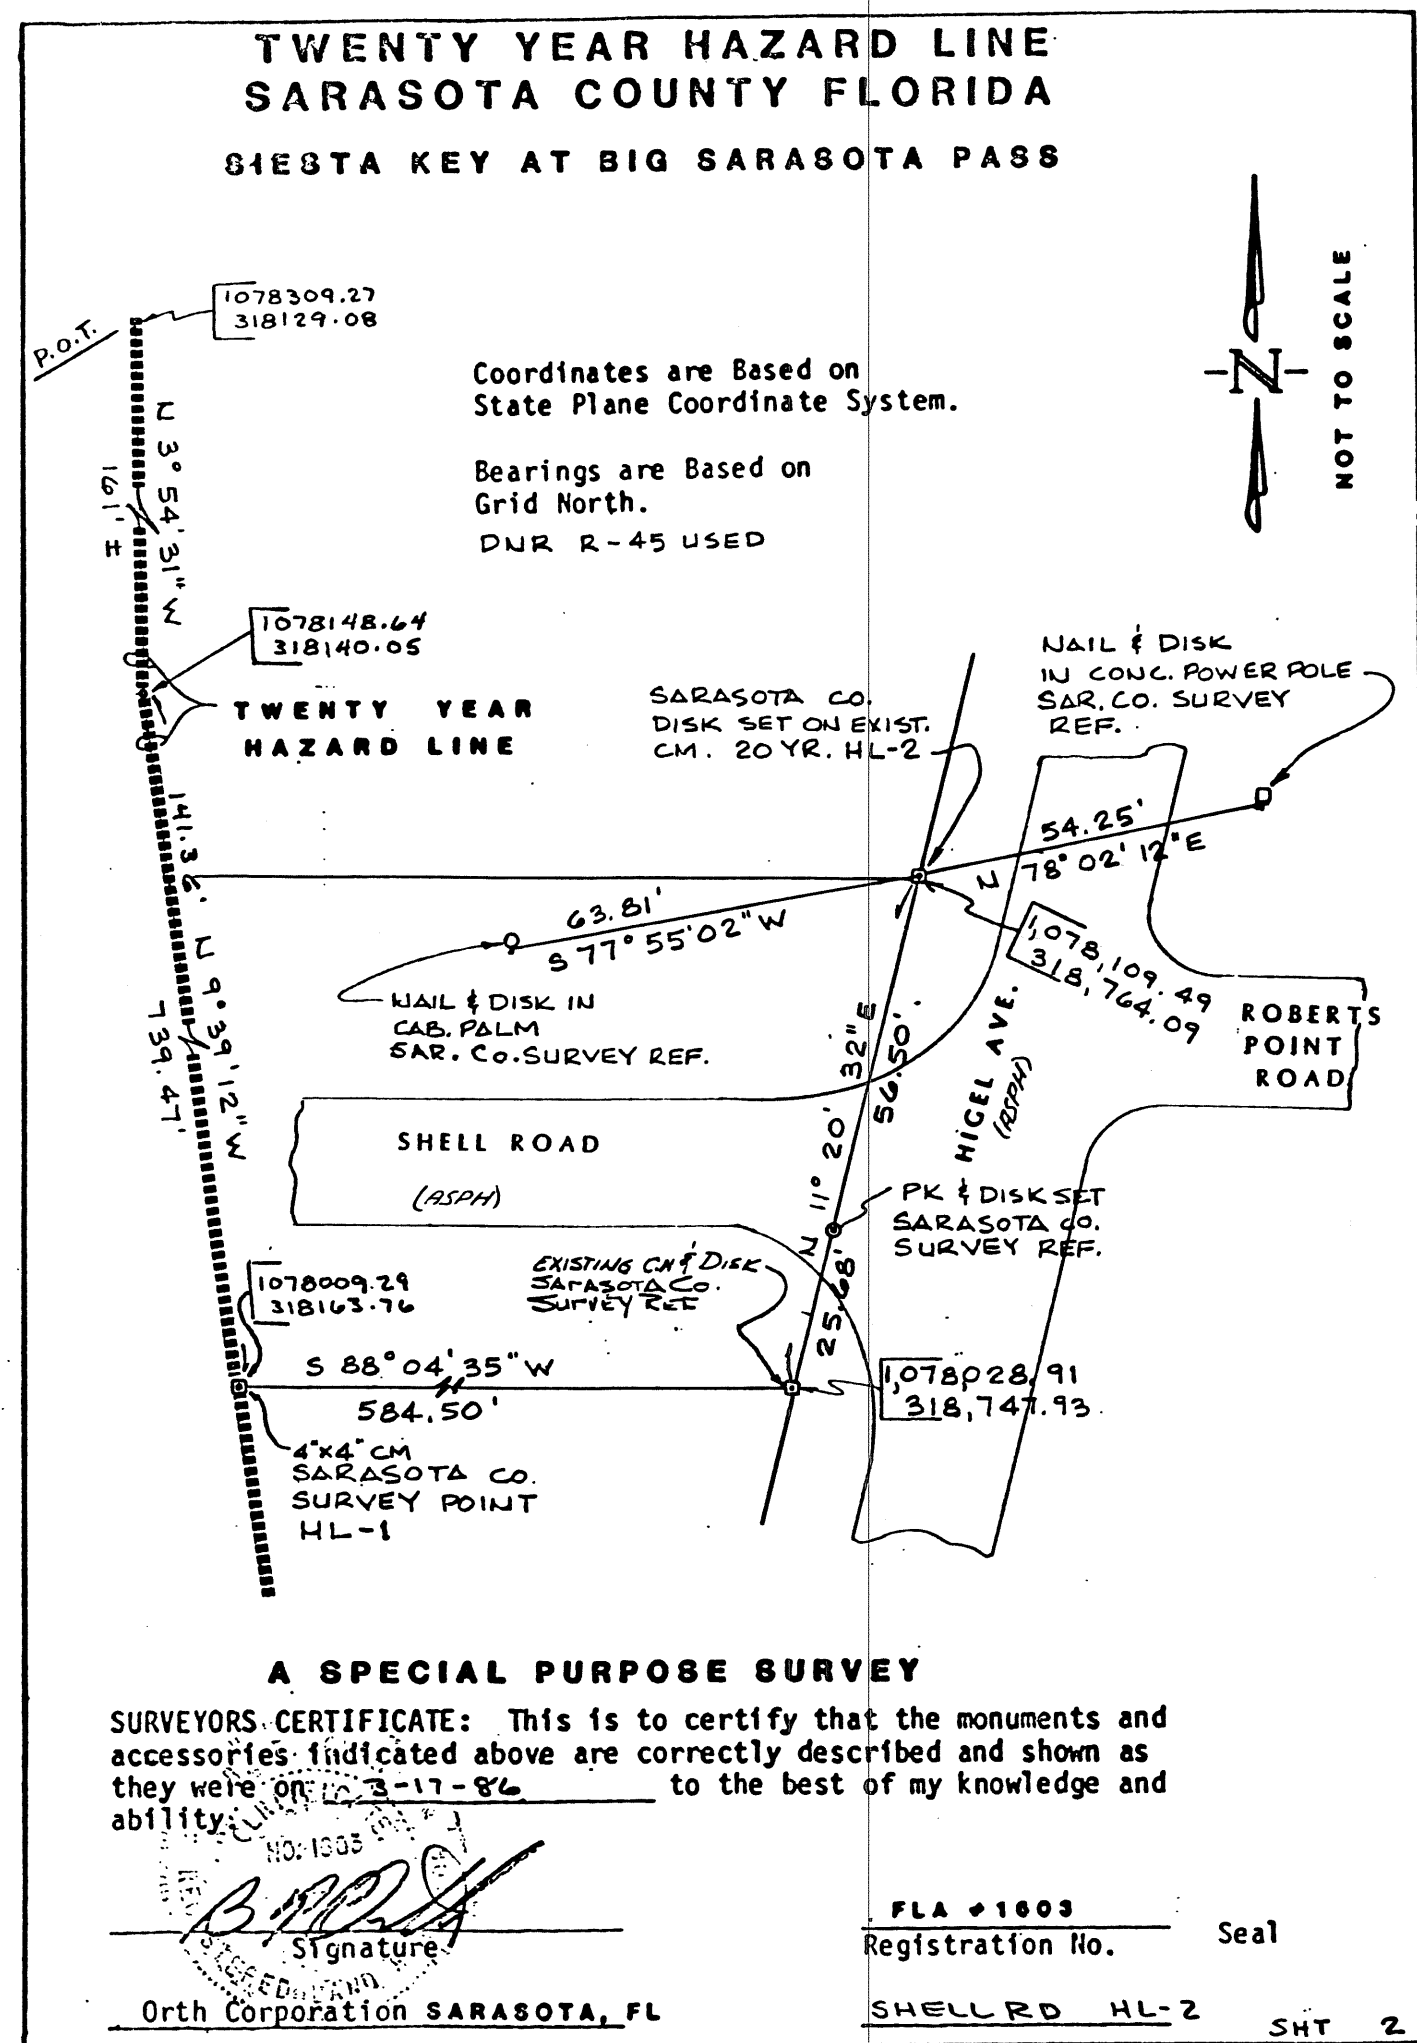 TWENTY YEAR HAZARD LINE
SARASOTA COUNTY FLORIDA
SIESTA KEY AT BIG SARASOTA PASS
1078309.27
318129.08
P.O.T.
Coordinates are Based on
State Plane Coordinate System.
Bearings are Based on
Grid North.
DNR R-45 USED
-N-
NOT TO SCALE
N 3° 54' 31" W
161' ±
1078148.64
318140.05
TWENTY YEAR
HAZARD LINE
SARASOTA CO.
DISK SET ON EXIST.
CM. 20 YR. HL-2
NAIL & DISK
IN CONC. POWER POLE
SAR. CO. SURVEY
REF.
54.25'
N 78° 02' 12" E
141.36'
N 9° 39' 12" W
739.47'
63.81'
S 77° 55' 02" W
1,078,109.49
318,764.09
NAIL & DISK IN
CAB. PALM
SAR. Co. SURVEY REF.
ROBERTS
POINT
ROAD
HIGEL AVE.
(ASPH)
N 11° 20' 32" E
56.50'
SHELL ROAD
(ASPH)
PK & DISK SET
SARASOTA CO.
SURVEY REF.
25.68'
EXISTING CM & DISK
SARASOTA Co.
SURVEY REF
1078009.29
318163.76
S 88° 04' 35" W
584.50'
1,078,028.91
318,747.93
4"x4" CM
SARASOTA CO.
SURVEY POINT
HL-1
A SPECIAL PURPOSE SURVEY
SURVEYORS CERTIFICATE: This is to certify that the monuments and
accessories indicated above are correctly described and shown as
they were on 3-17-86 to the best of my knowledge and
ability.
NO. 1603
Signature
FLA #1603
Registration No.
Seal
Orth Corporation SARASOTA, FL
SHELL RD HL-2
SHT 2